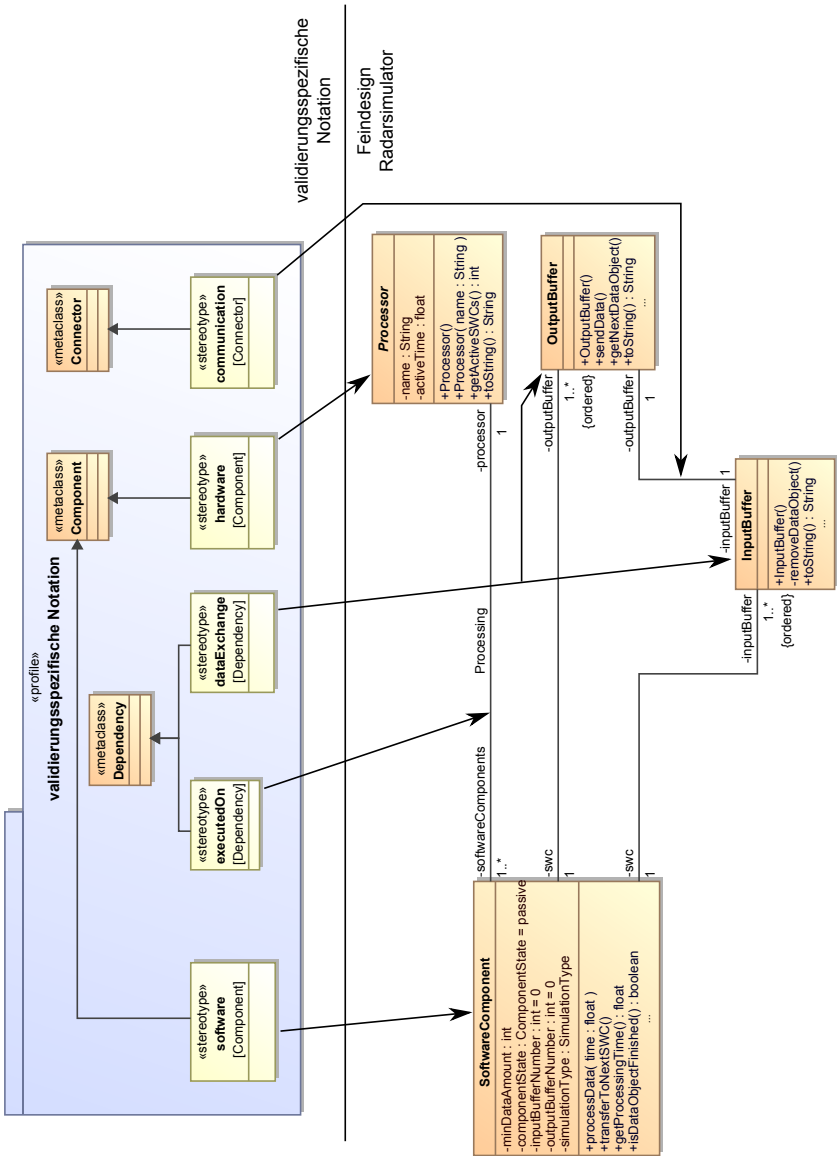 validierungsspezifische
Notation
Feindesign
Radarsimulator
«profile»
validierungsspezifische Notation
«metaclass»
Dependency
«metaclass»
Component
«metaclass»
Connector
«stereotype»
software
[Component]
«stereotype»
executedOn
[Dependency]
«stereotype»
dataExchange
[Dependency]
«stereotype»
hardware
[Component]
«stereotype»
communication
[Connector]
SoftwareComponent
-minDataAmount : int
-componentState : ComponentState = passive
-inputBufferNumber : int = 0
-outputBufferNumber : int = 0
-simulationType : SimulationType
+processData( time : float )
+transferToNextSWC()
+getProcessingTime() : float
+isDataObjectFinished() : boolean
...
-softwareComponents
1..*
Processing
-processor
1
Processor
-name : String
-activeTime : float
+Processor()
+Processor( name : String )
+getActiveSWCs() : int
+toString() : String
-swc
1
-outputBuffer
1..*
{ordered}
OutputBuffer
+OutputBuffer()
+sendData()
+getNextDataObject()
+toString() : String
...
-outputBuffer
1
-swc
1
-inputBuffer
1..*
{ordered}
-inputBuffer
1
InputBuffer
+InputBuffer()
-removeDataObject()
+toString() : String
...